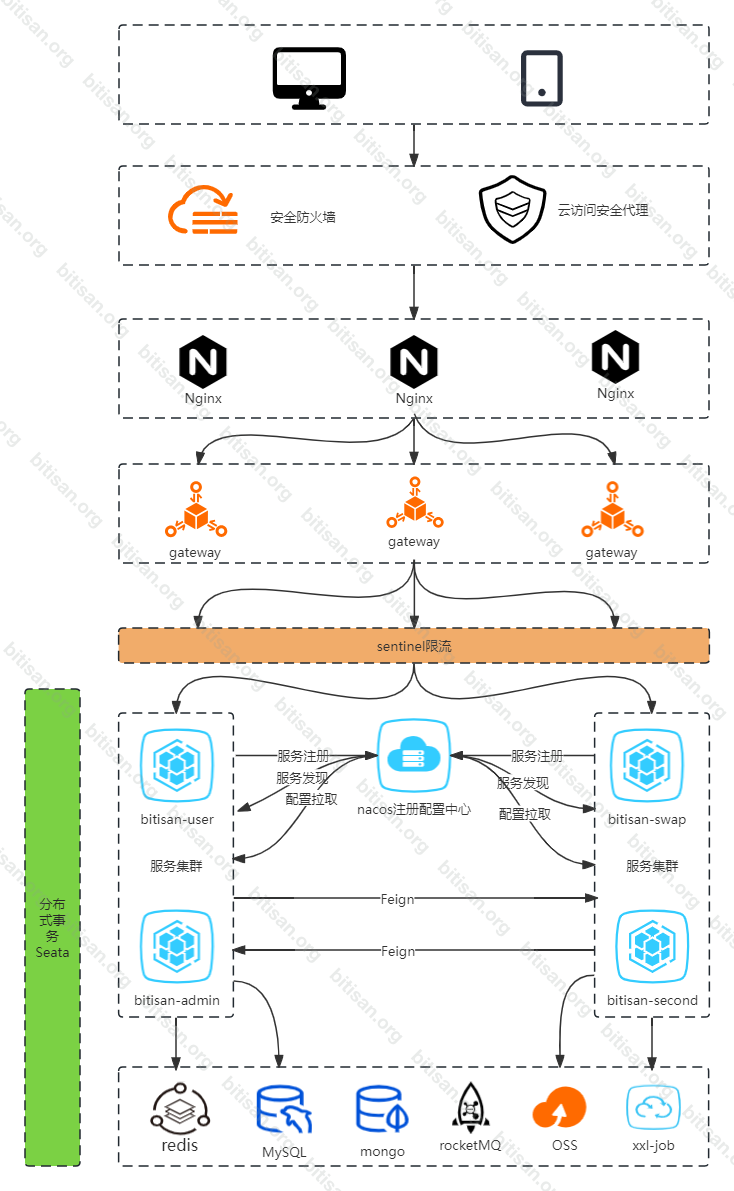 安全防火墙
云访问安全代理
Nginx
Nginx
Nginx
gateway
gateway
gateway
sentinel限流
服务注册
服务注册
服务发现
服务发现
配置拉取
配置拉取
nacos注册配置中心
bitisan-user
bitisan-swap
服务集群
服务集群
Feign
分布
式事
务
Seata
Feign
bitisan-admin
bitisan-second
redis
MySQL
mongo
rocketMQ
OSS
xxl-job
bitisan.org